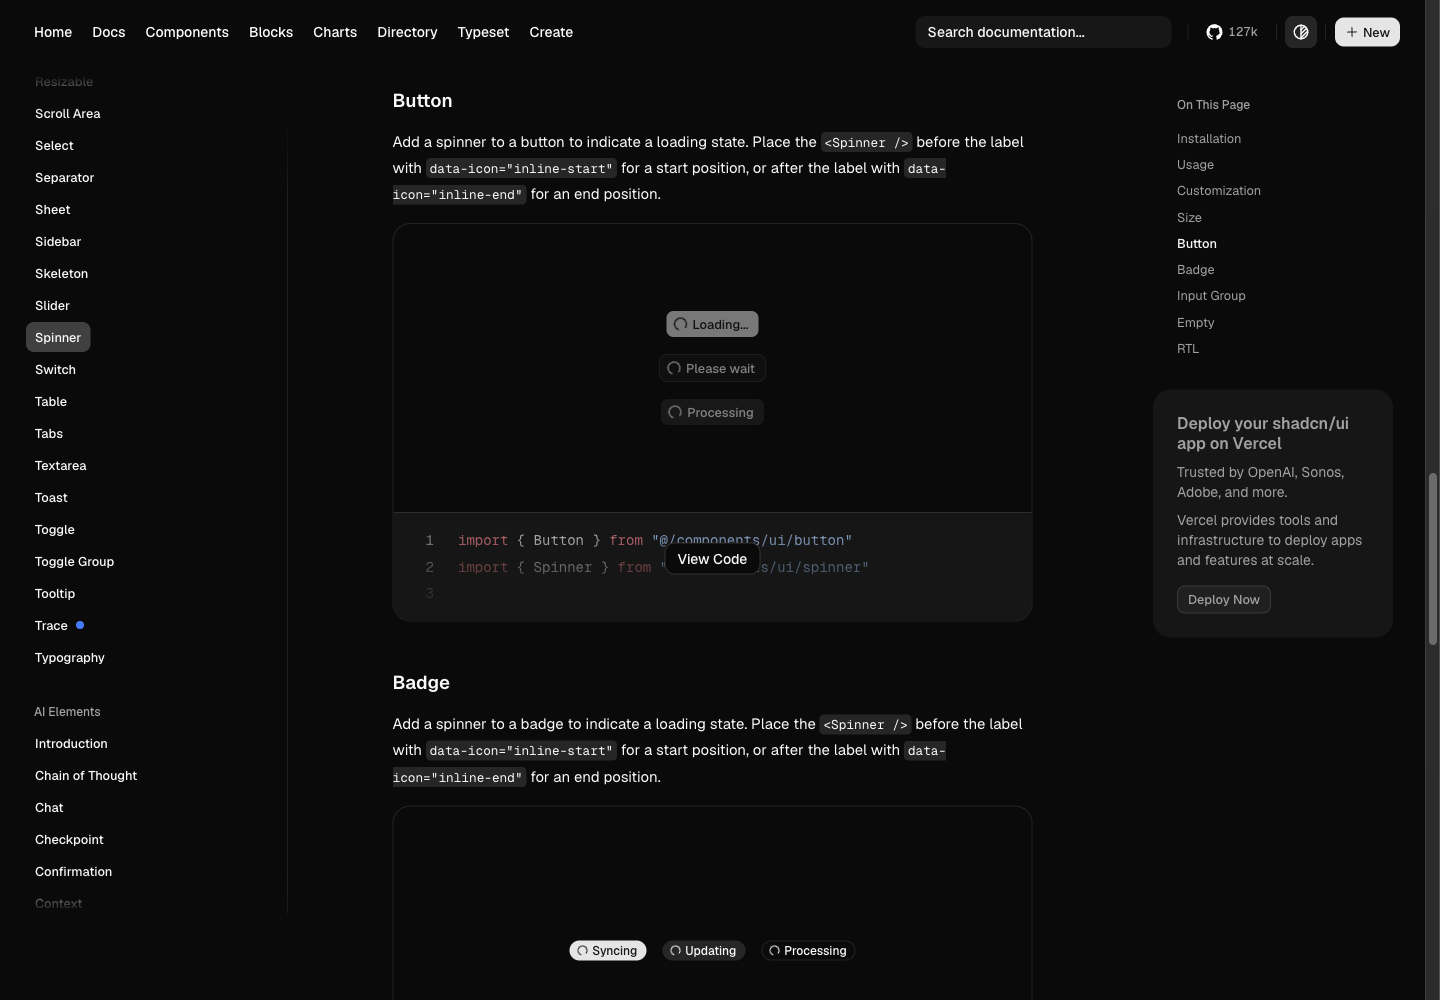 Home Docs Components Blocks Charts Directory Typeset Create
Search documentation...
127k
New
Resizable
Scroll Area
Select
Separator
Sheet
Sidebar
Skeleton
Slider
Spinner
Switch
Table
Tabs
Textarea
Toast
Toggle
Toggle Group
Tooltip
Trace
Typography
AI Elements
Introduction
Chain of Thought
Chat
Checkpoint
Confirmation
Context
Button
Add a spinner to a button to indicate a loading state. Place the <Spinner /> before the label
with data-icon="inline-start" for a start position, or after the label with data-
icon="inline-end" for an end position.
Loading...
Please wait
Processing
1 import { Button } from "@/components/ui/button"
View Code
2 import { Spinner } from " s/ui/spinner"
3
Badge
Add a spinner to a badge to indicate a loading state. Place the <Spinner /> before the label
with data-icon="inline-start" for a start position, or after the label with data-
icon="inline-end" for an end position.
Syncing
Updating
Processing
On This Page
Installation
Usage
Customization
Size
Button
Badge
Input Group
Empty
RTL
Deploy your shadcn/ui
app on Vercel
Trusted by OpenAI, Sonos,
Adobe, and more.
Vercel provides tools and
infrastructure to deploy apps
and features at scale.
Deploy Now